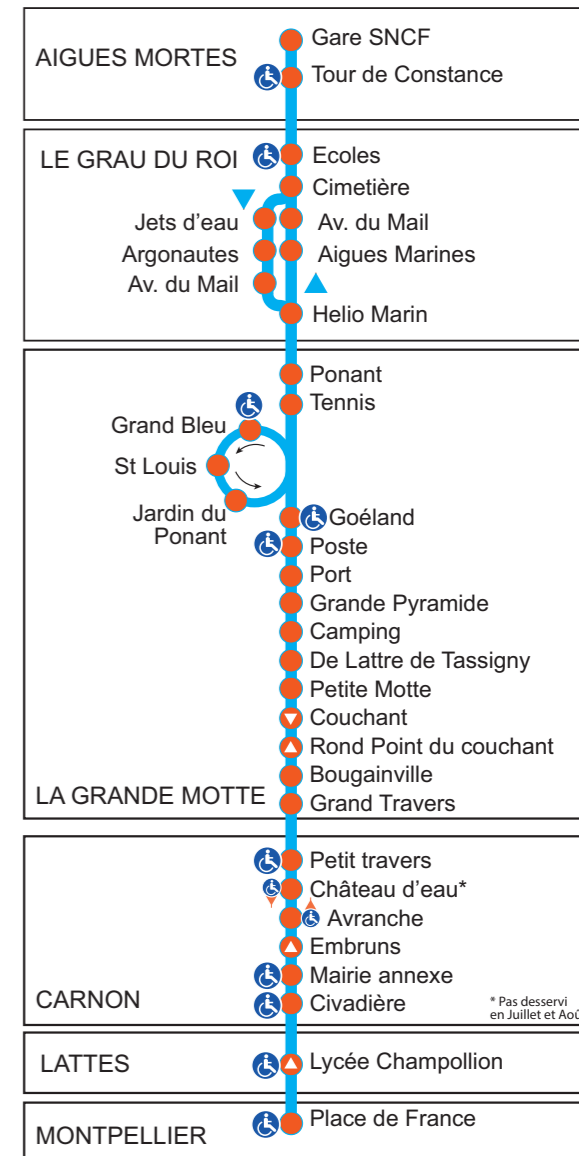 AIGUES MORTES
Gare SNCF
Tour de Constance
LE GRAU DU ROI
Ecoles
Cimetière
Jets d'eau
Av. du Mail
Argonautes
Aigues Marines
Av. du Mail
Helio Marin
Ponant
Tennis
Grand Bleu
St Louis
Jardin du
Ponant
Goéland
Poste
Port
Grande Pyramide
Camping
De Lattre de Tassigny
Petite Motte
Couchant
Rond Point du couchant
Bougainville
LA GRANDE MOTTE
Grand Travers
Petit travers
Château d'eau*
Avranche
Embruns
Mairie annexe
CARNON
Civadière
* Pas desservi
en Juillet et Aoû
LATTES
Lycée Champollion
MONTPELLIER
Place de France